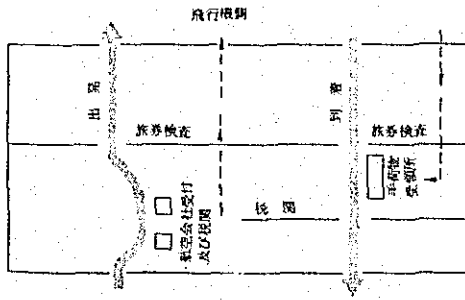 飛行機側
出発
到着
旅券検査
旅券検査
手荷物
受領所
航空会社受付
及び税関
税関